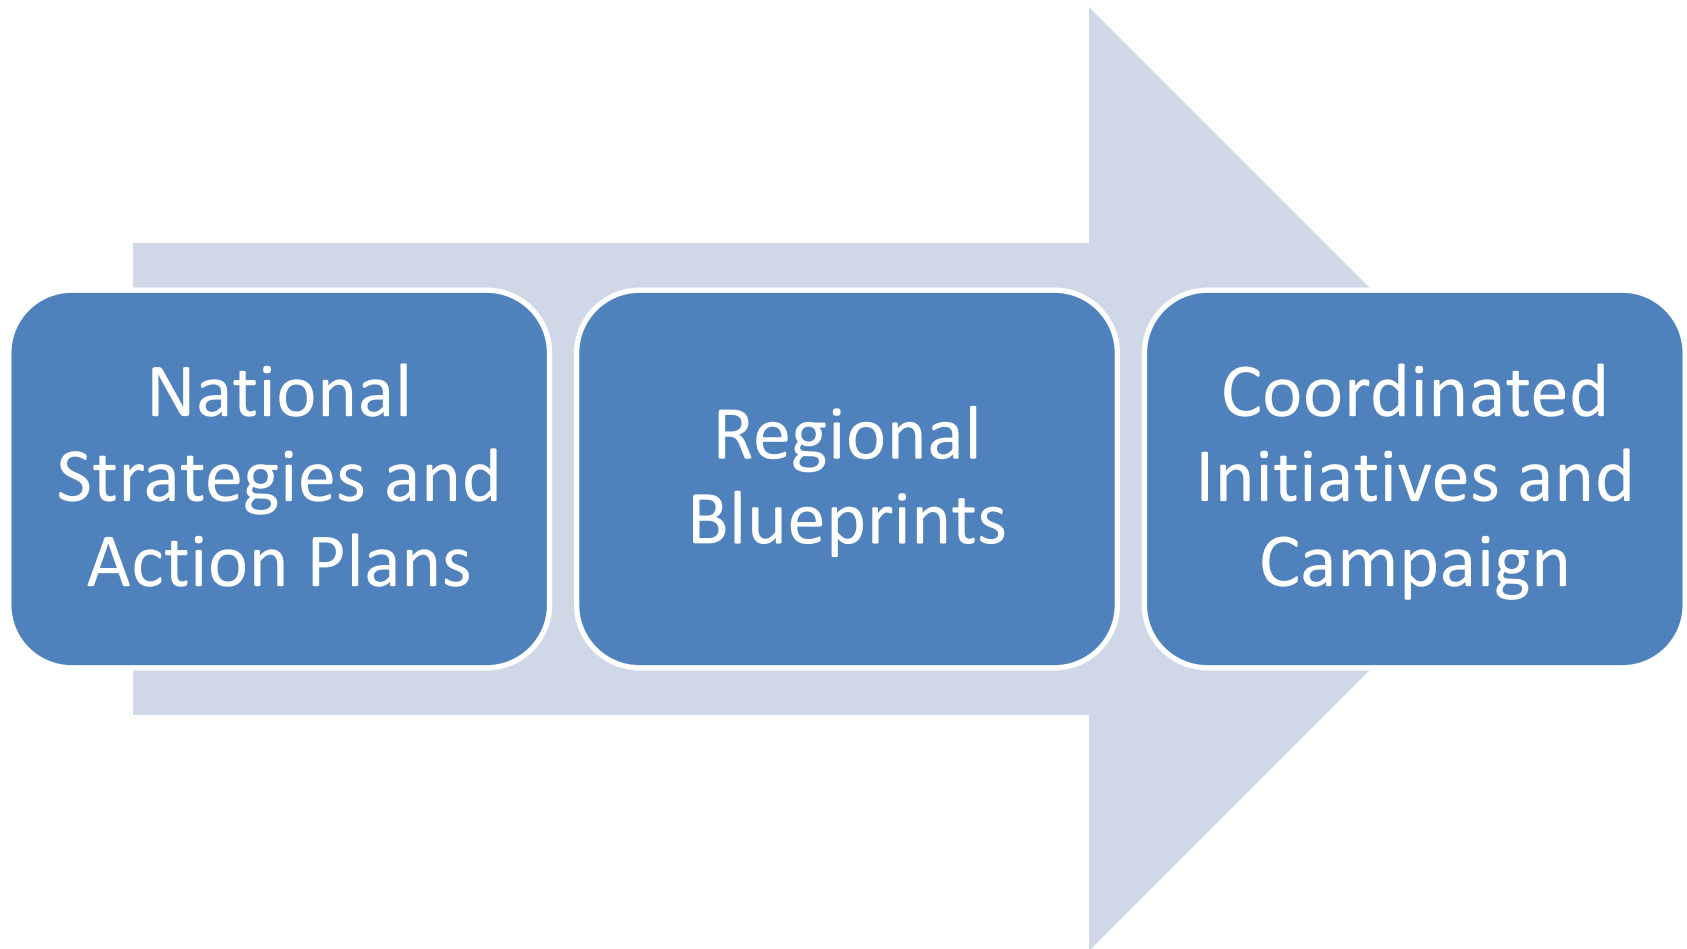 National
Strategies and
Action Plans
Regional
Blueprints
Coordinated
Initiatives and
Campaign